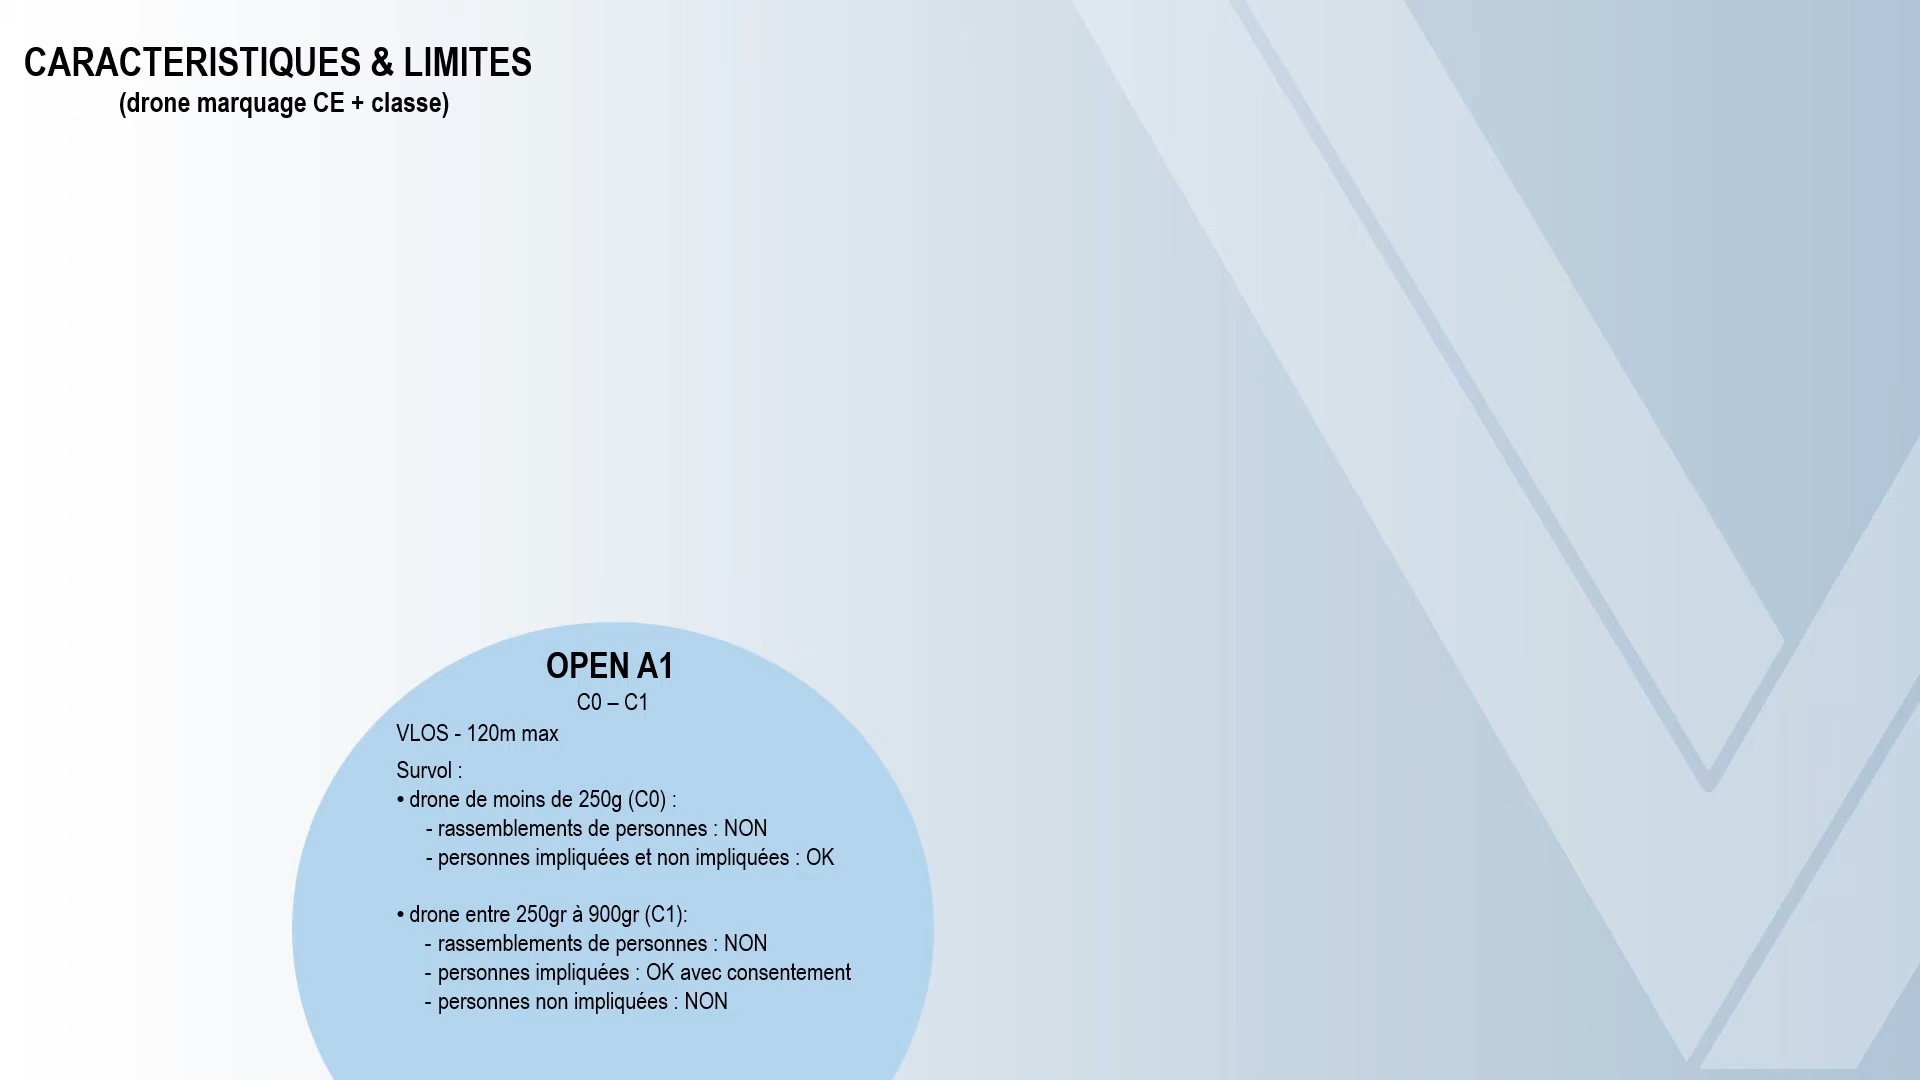 CARACTERISTIQUES & LIMITES
(drone marquage CE + classe)
OPEN A1
C0 – C1
VLOS - 120m max
Survol :
• drone de moins de 250g (C0) :
- rassemblements de personnes : NON
- personnes impliquées et non impliquées : OK
• drone entre 250gr à 900gr (C1):
- rassemblements de personnes : NON
- personnes impliquées : OK avec consentement
- personnes non impliquées : NON